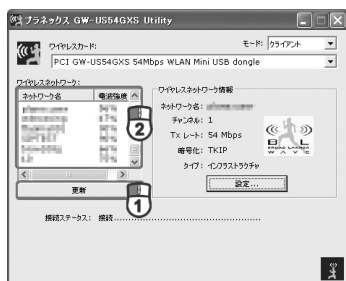 プラネックス GW-US54GXS Utility
ワイヤレスカード:
モード: クライアント
PCI GW-US54GXS 54Mbps WLAN Mini USB dongle
ワイヤレスネットワーク:
ネットワーク名 電波強度
更新
ワイヤレスネットワーク情報
ネットワーク名:
チャンネル: 1
Tx レート: 54 Mbps
暗号化: TKIP
タイプ: インフラストラクチャ
設定...
接続ステータス: 接続
2
1